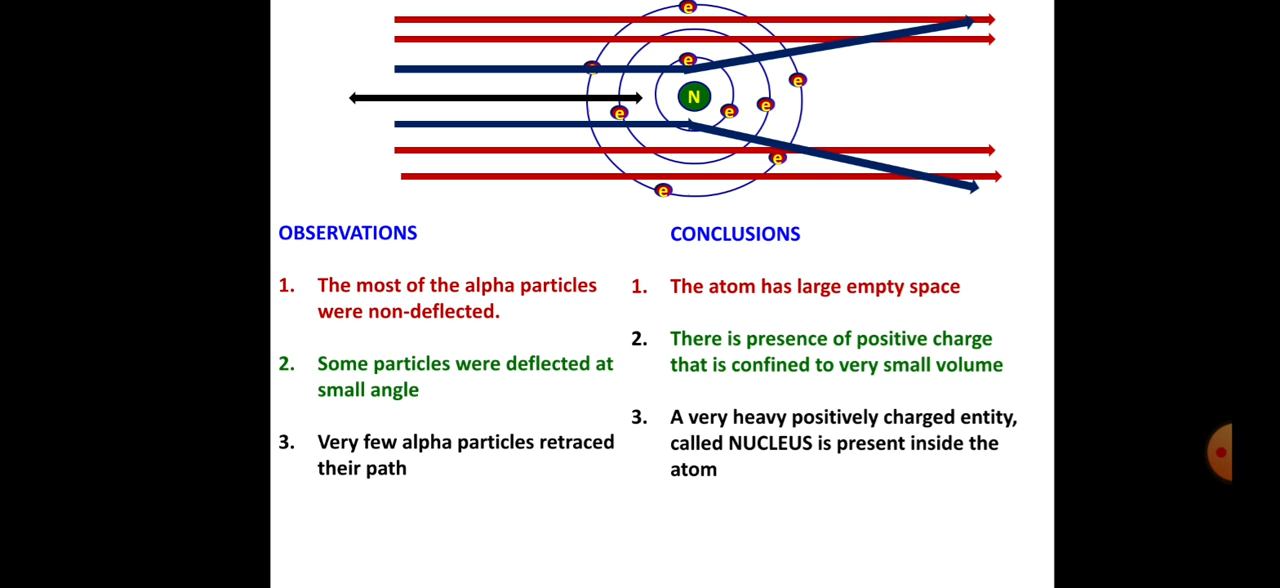 e
e
e
e
N
e
e
e
e
OBSERVATIONS
1. The most of the alpha particles
were non-deflected.
2. Some particles were deflected at
small angle
3. Very few alpha particles retraced
their path
CONCLUSIONS
1. The atom has large empty space
2. There is presence of positive charge
that is confined to very small volume
3. A very heavy positively charged entity,
called NUCLEUS is present inside the
atom